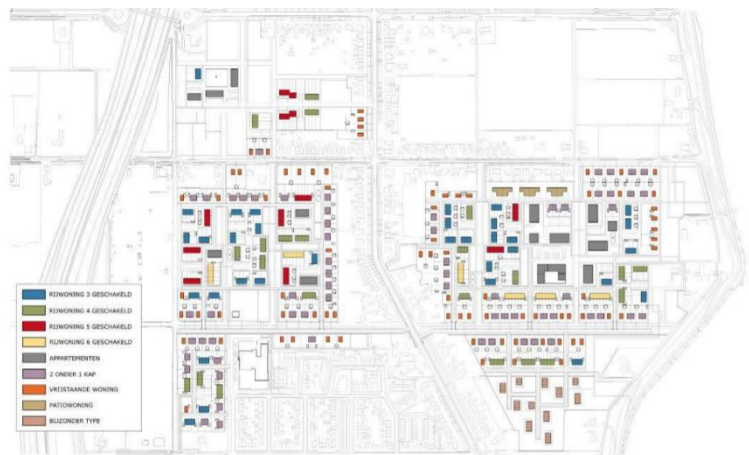 RIJWONING 3 GESCHAKELD
RIJWONING 4 GESCHAKELD
RIJWONING 5 GESCHAKELD
RIJWONING 6 GESCHAKELD
APPARTEMENTEN
2 ONDER 1 KAP
VRIJSTAANDE WONING
PATIOWONING
BIJZONDER TYPE